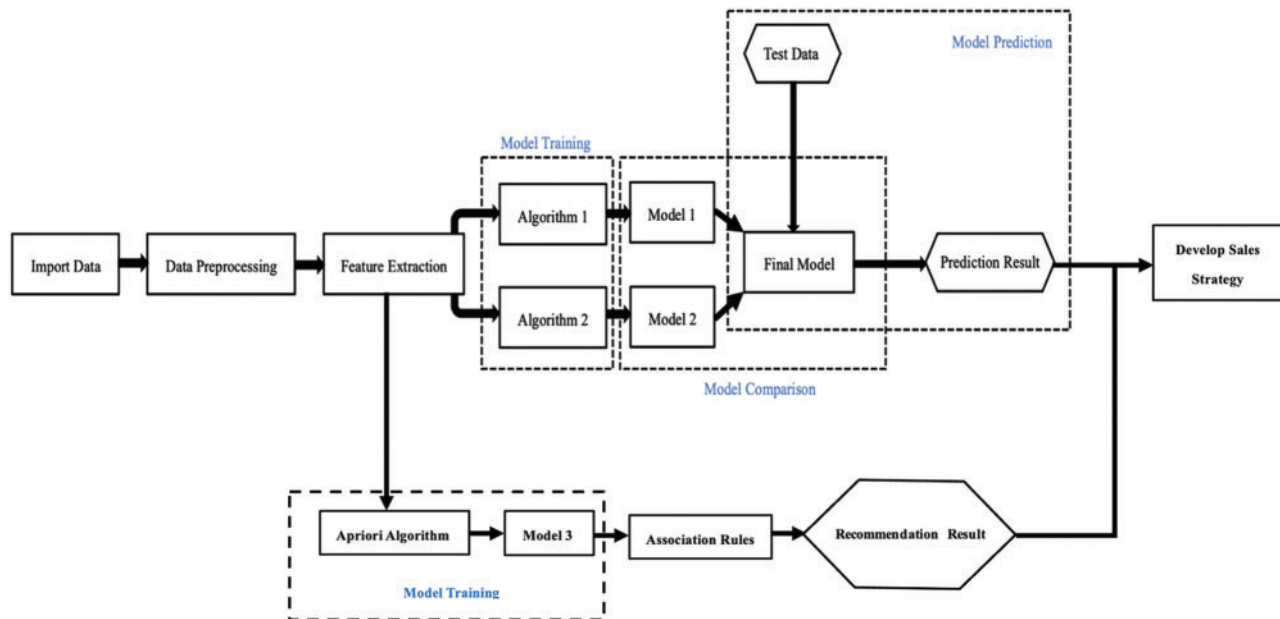 Model Prediction
Test Data
Model Training
Algorithm 1
Model 1
Import Data
Data Preprocessing
Feature Extraction
Final Model
Prediction Result
Develop Sales
Strategy
Algorithm 2
Model 2
Model Comparison
Apriori Algorithm
Model 3
Association Rules
Recommendation Result
Model Training